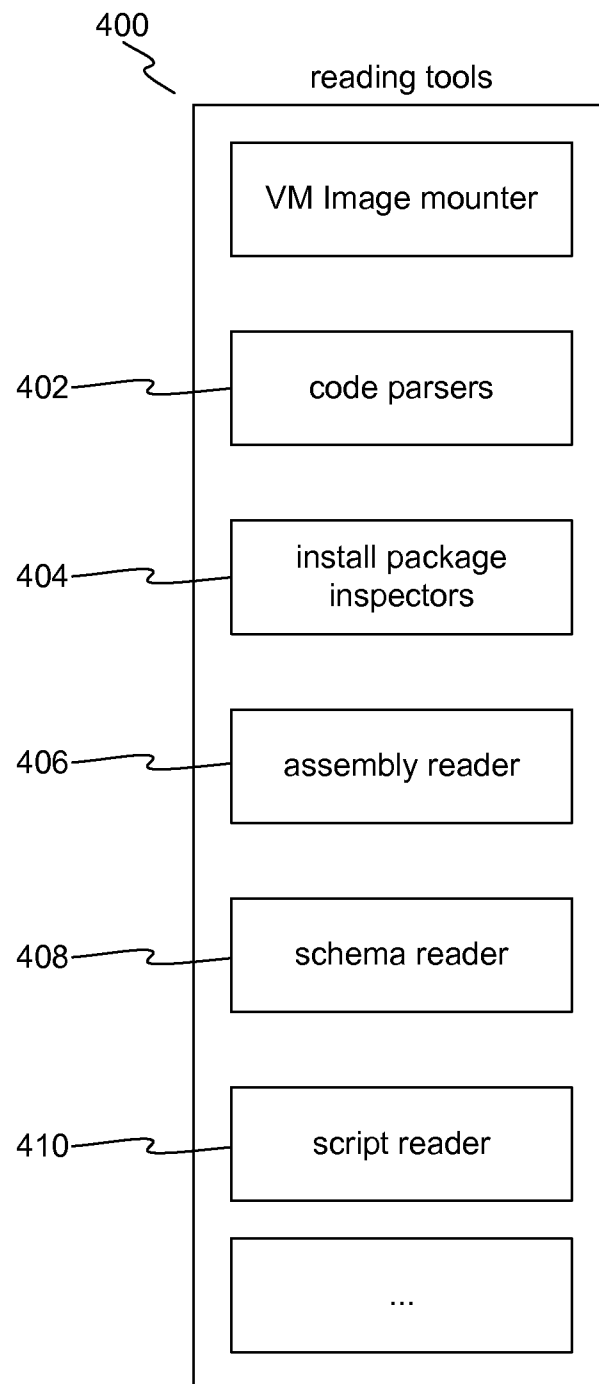 400
reading tools
VM Image mounter
402
code parsers
404
install package
inspectors
406
assembly reader
408
schema reader
410
script reader
...